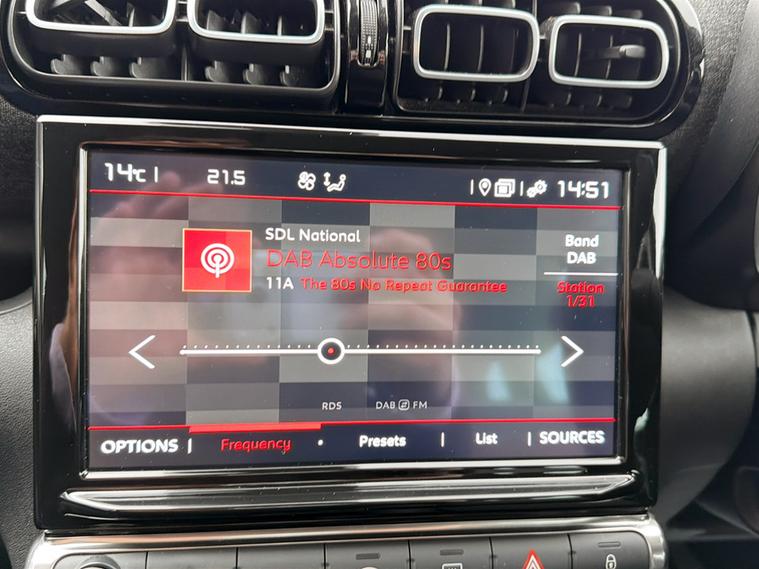 14°C | 21.5 14:51
SDL National
DAB Absolute 80s
11A The 80s No Repeat Guarantee
Band
DAB
Station
1/31
RDS DAB FM
OPTIONS | Frequency • Presets | List | SOURCES